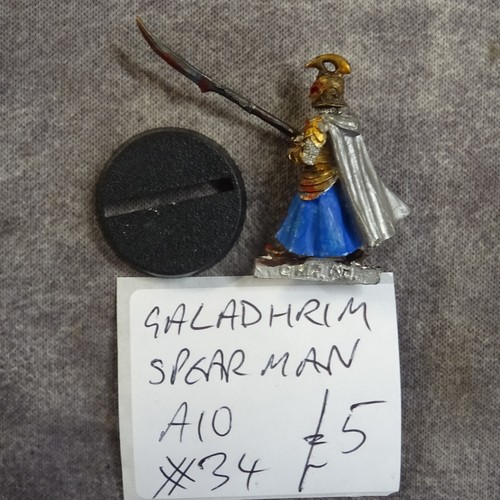 GALADHRIM
SPEAR MAN
A10 £5
#34